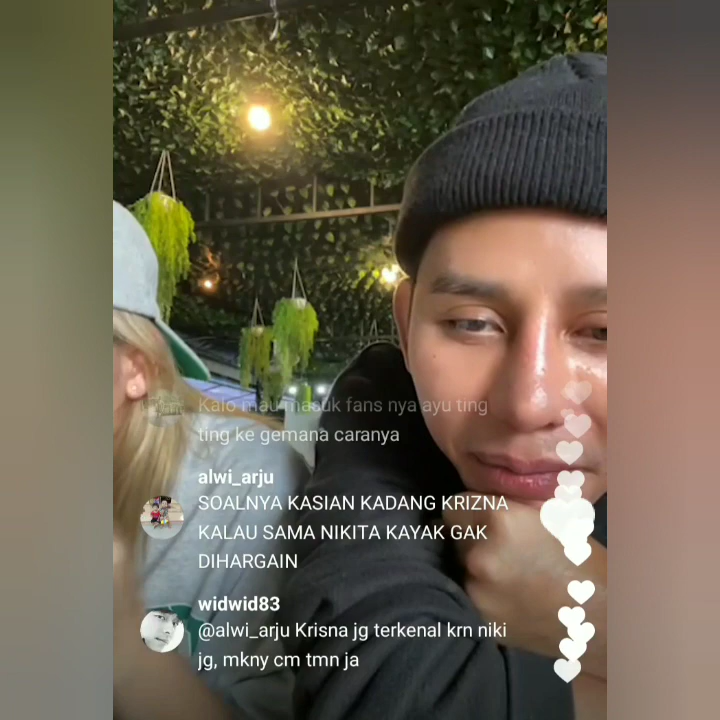 Kalo mau masuk fans nya ayu ting
ting ke gemana caranya
alwi_arju
SOALNYA KASIAN KADANG KRIZNA
KALAU SAMA NIKITA KAYAK GAK
DIHARGAIN
widwid83
@alwi_arju Krisna jg terkenal krn niki
jg, mkny cm tmn ja